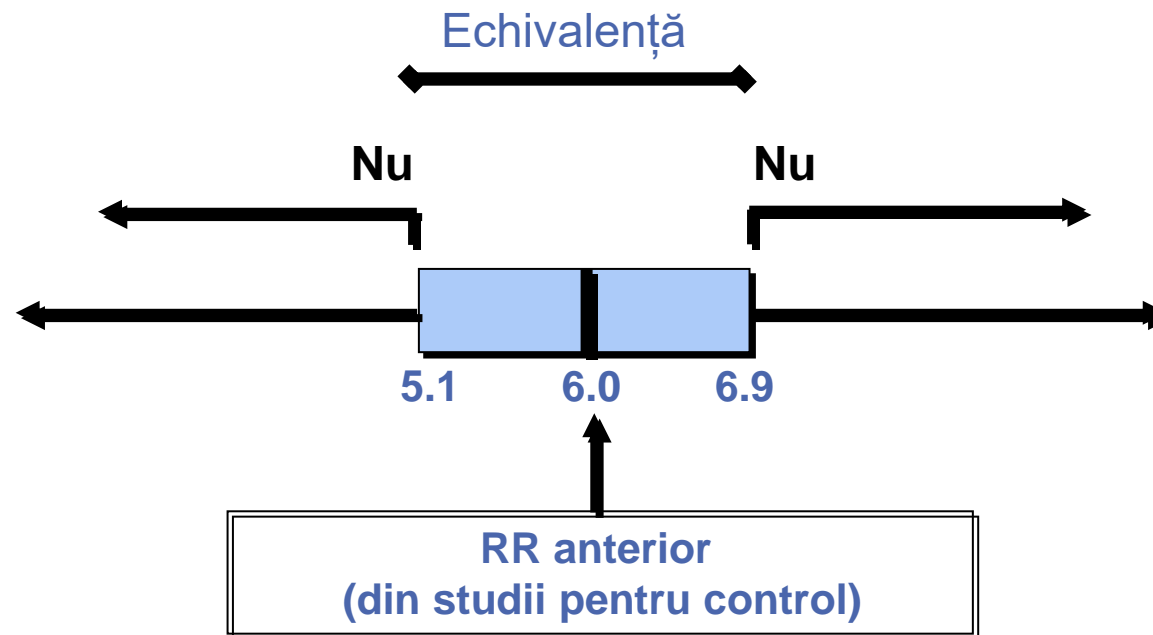 Echivalență
Nu
Nu
5.1
6.0
6.9
RR anterior
(din studii pentru control)